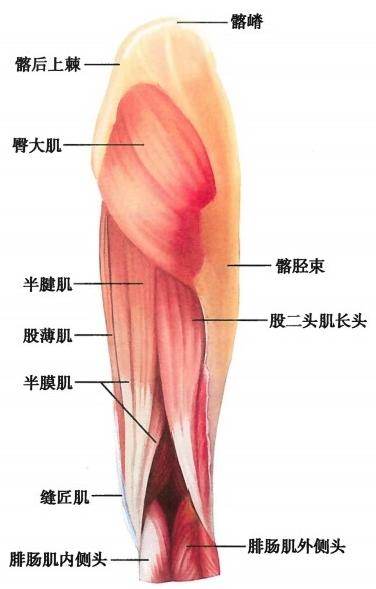 髂嵴
髂后上棘
臀大肌
髂胫束
半腱肌
股二头肌长头
股薄肌
半膜肌
缝匠肌
腓肠肌外侧头
腓肠肌内侧头